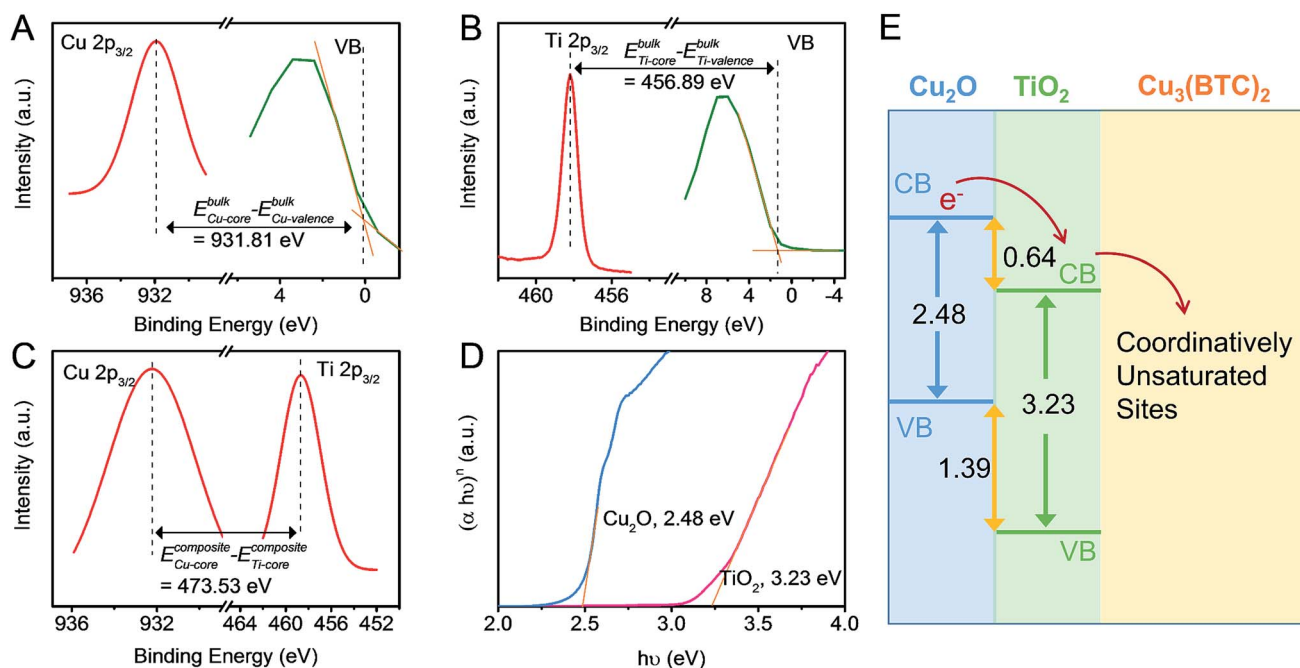 A
Cu 2p3/2
VB
E^bulk_Cu-core-E^bulk_Cu-valence
= 931.81 eV
Intensity (a.u.)
936 932 4 0
Binding Energy (eV)
B
Ti 2p3/2
VB
E^bulk_Ti-core-E^bulk_Ti-valence
= 456.89 eV
Intensity (a.u.)
460 456 8 4 0 -4
Binding Energy (eV)
C
Cu 2p3/2
Ti 2p3/2
E^composite_Cu-core-E^composite_Ti-core
= 473.53 eV
Intensity (a.u.)
936 932 464 458 452
Binding Energy (eV)
D
(α hυ)^n (a.u.)
Cu2O, 2.48 eV
TiO2, 3.23 eV
2.0 2.5 3.0 3.5 4.0
hυ (eV)
E
Cu2O TiO2 Cu3(BTC)2
CB
e-
0.64
CB
2.48
Coordinatively
Unsaturated
Sites
3.23
VB
1.39
VB